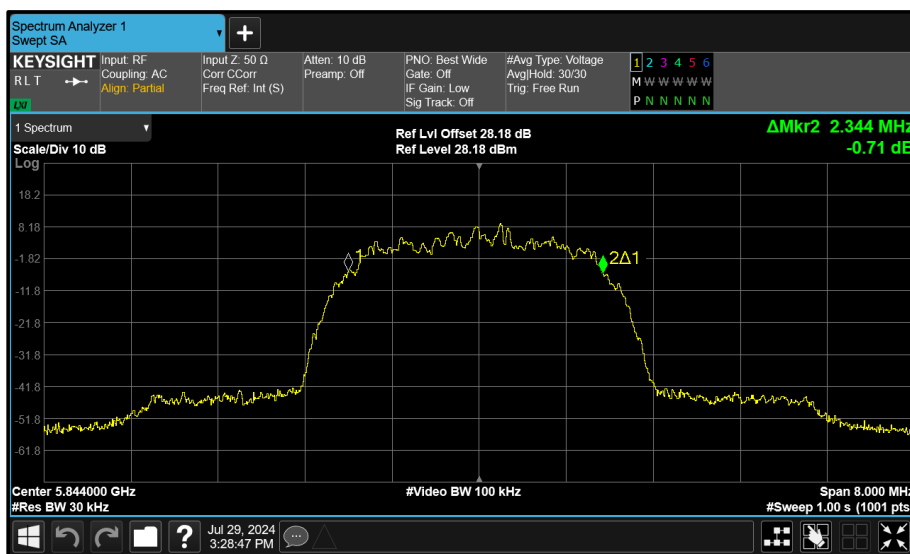 Spectrum Analyzer 1
Swept SA
+
KEYSIGHT
R L T
LXI
Input: RF
Coupling: AC
Align: Partial
Input Z: 50 Ω
Corr CCorr
Freq Ref: Int (S)
Atten: 10 dB
Preamp: Off
PNO: Best Wide
Gate: Off
IF Gain: Low
Sig Track: Off
#Avg Type: Voltage
Avg|Hold: 30/30
Trig: Free Run
1 2 3 4 5 6
M W W W W W
P N N N N N
1 Spectrum
Scale/Div 10 dB
Ref Lvl Offset 28.18 dB
Ref Level 28.18 dBm
ΔMkr2 2.344 MHz
-0.71 dB
Log
18.2
8.18
-1.82
-11.8
-21.8
-31.8
-41.8
-51.8
-61.8
1
2Δ1
Center 5.844000 GHz
#Res BW 30 kHz
#Video BW 100 kHz
Span 8.000 MHz
#Sweep 1.00 s (1001 pts
?
Jul 29, 2024
3:28:47 PM